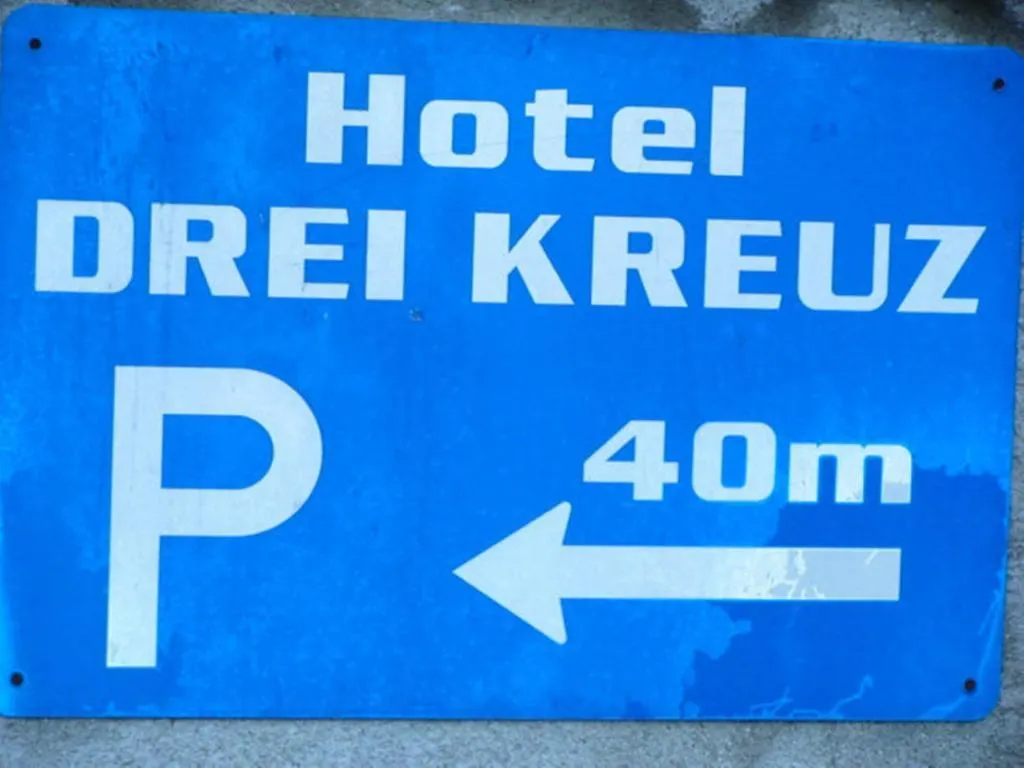 Hotel
DREI KREUZ
P
40m